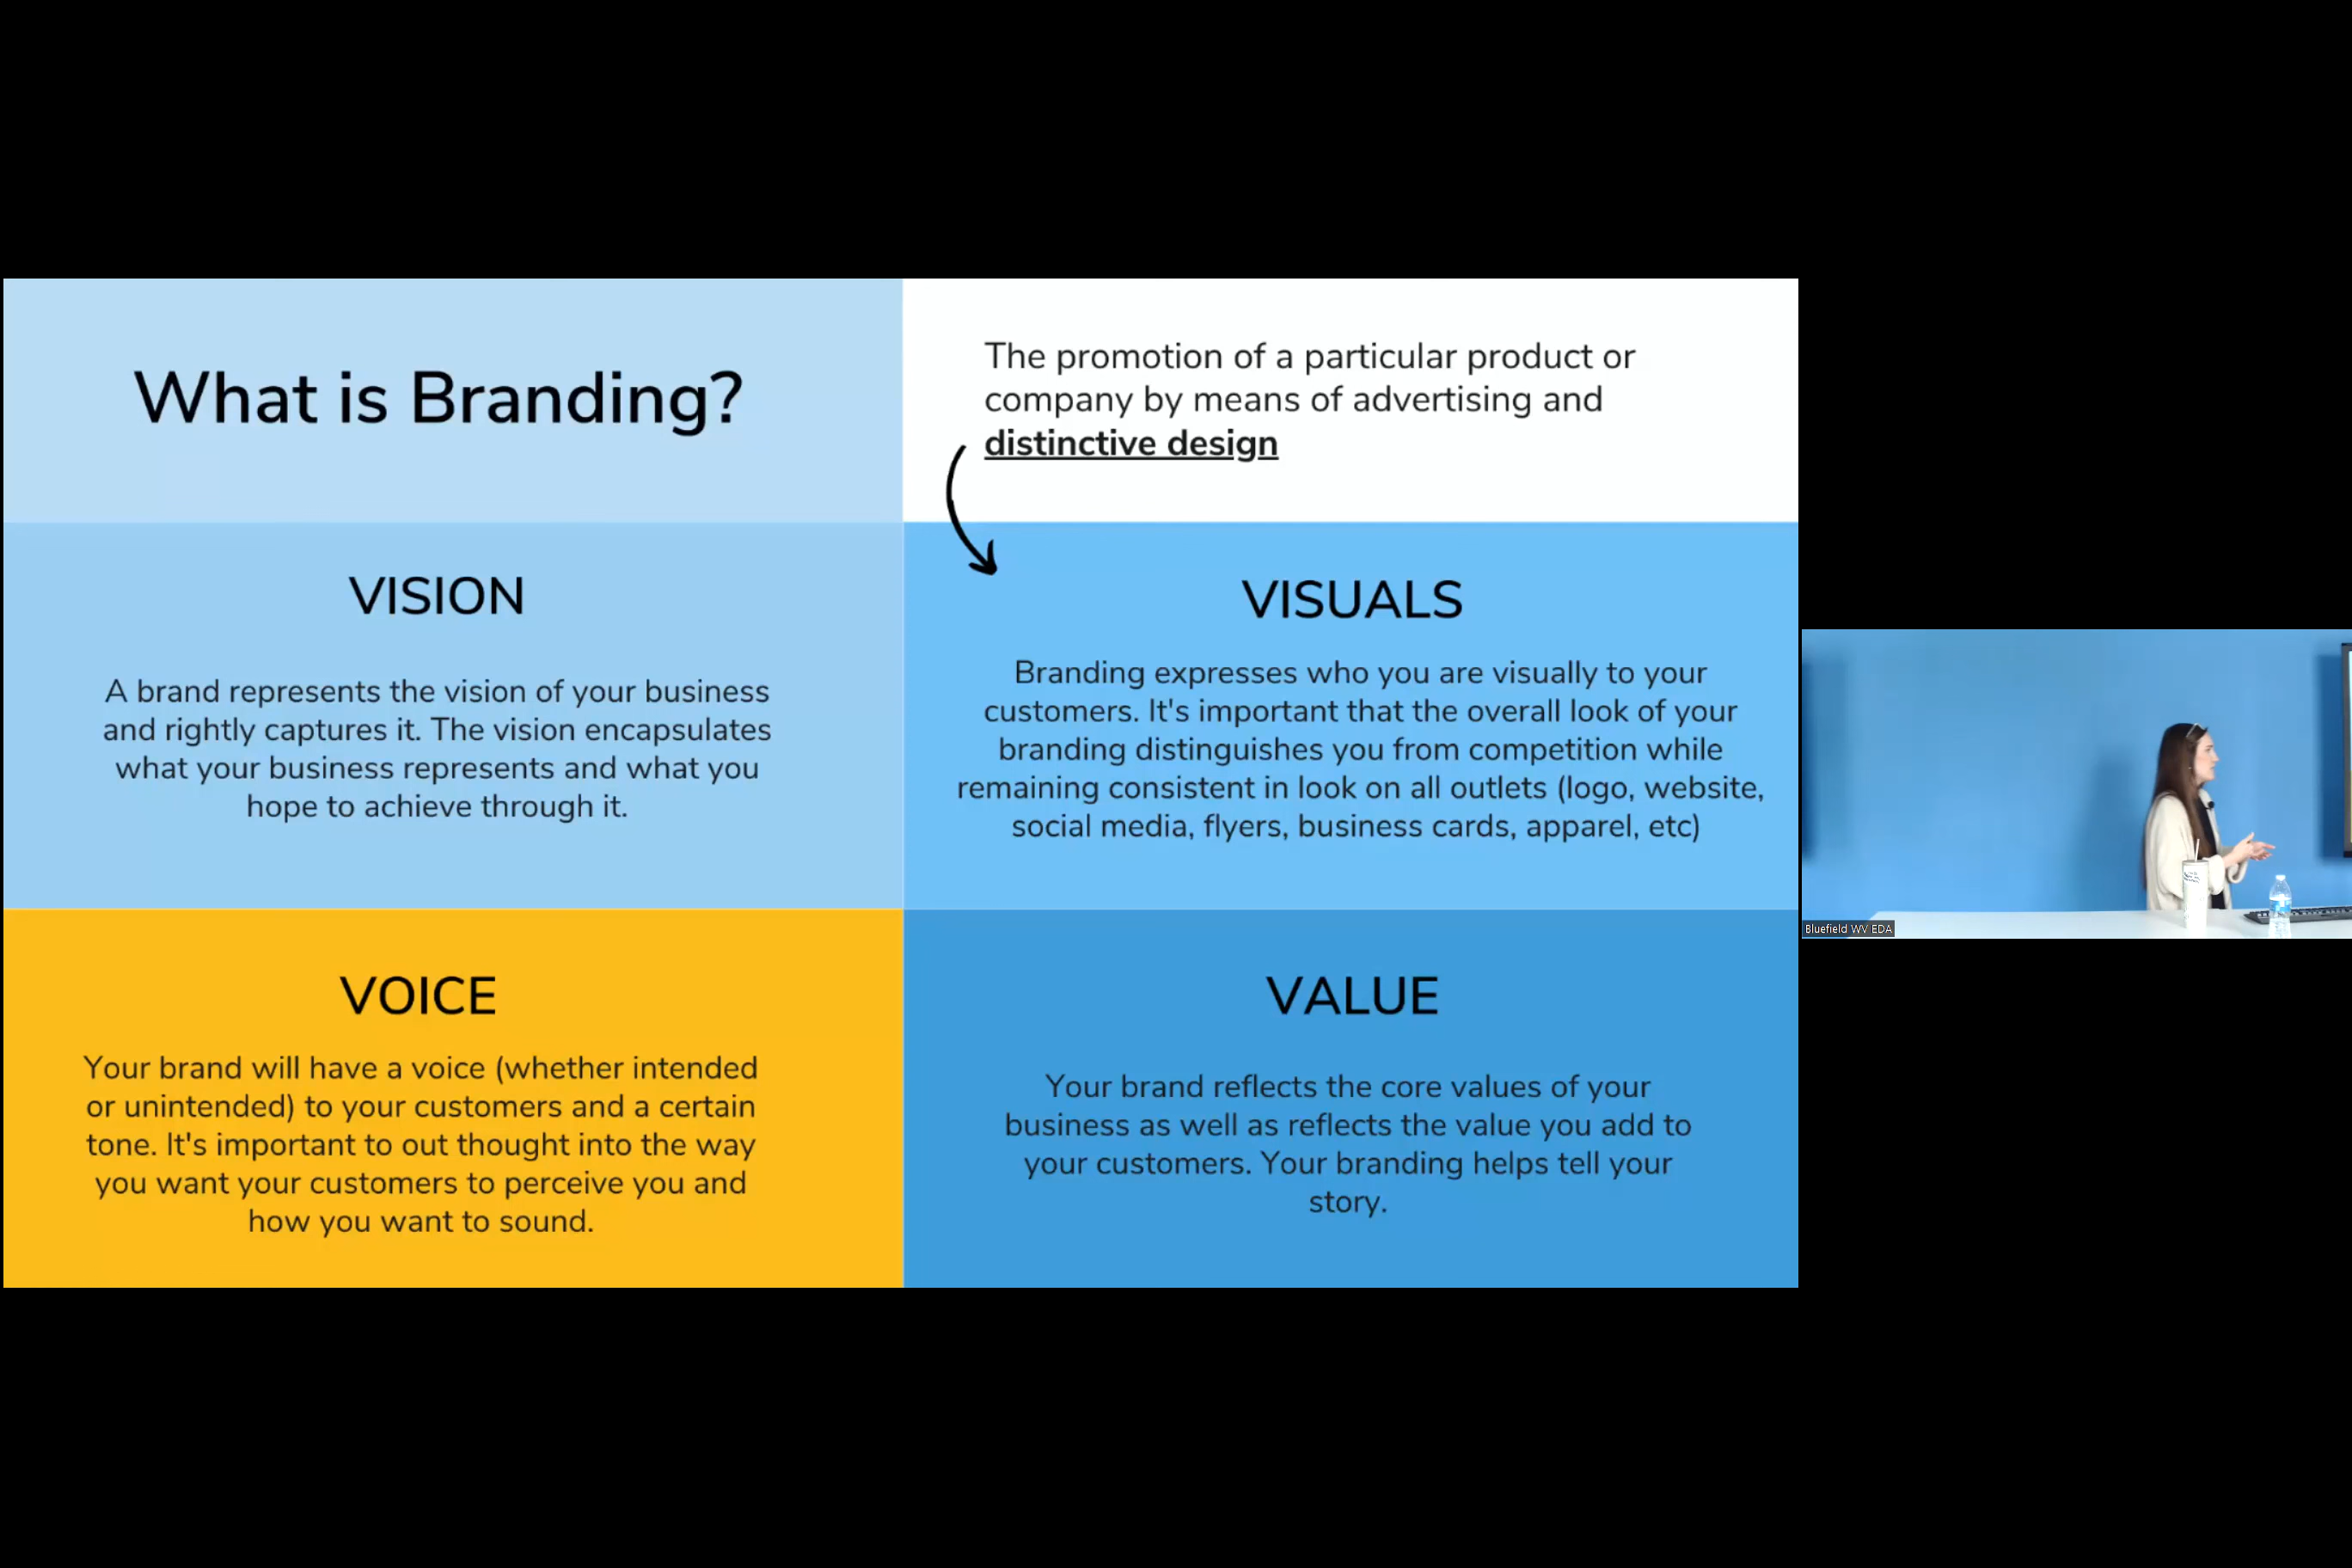 What is Branding?
The promotion of a particular product or
company by means of advertising and
distinctive design
VISION
A brand represents the vision of your business
and rightly captures it. The vision encapsulates
what your business represents and what you
hope to achieve through it.
VISUALS
Branding expresses who you are visually to your
customers. It's important that the overall look of your
branding distinguishes you from competition while
remaining consistent in look on all outlets (logo, website,
social media, flyers, business cards, apparel, etc)
VOICE
Your brand will have a voice (whether intended
or unintended) to your customers and a certain
tone. It's important to out thought into the way
you want your customers to perceive you and
how you want to sound.
VALUE
Your brand reflects the core values of your
business as well as reflects the value you add to
your customers. Your branding helps tell your
story.
Bluefield WV EDA